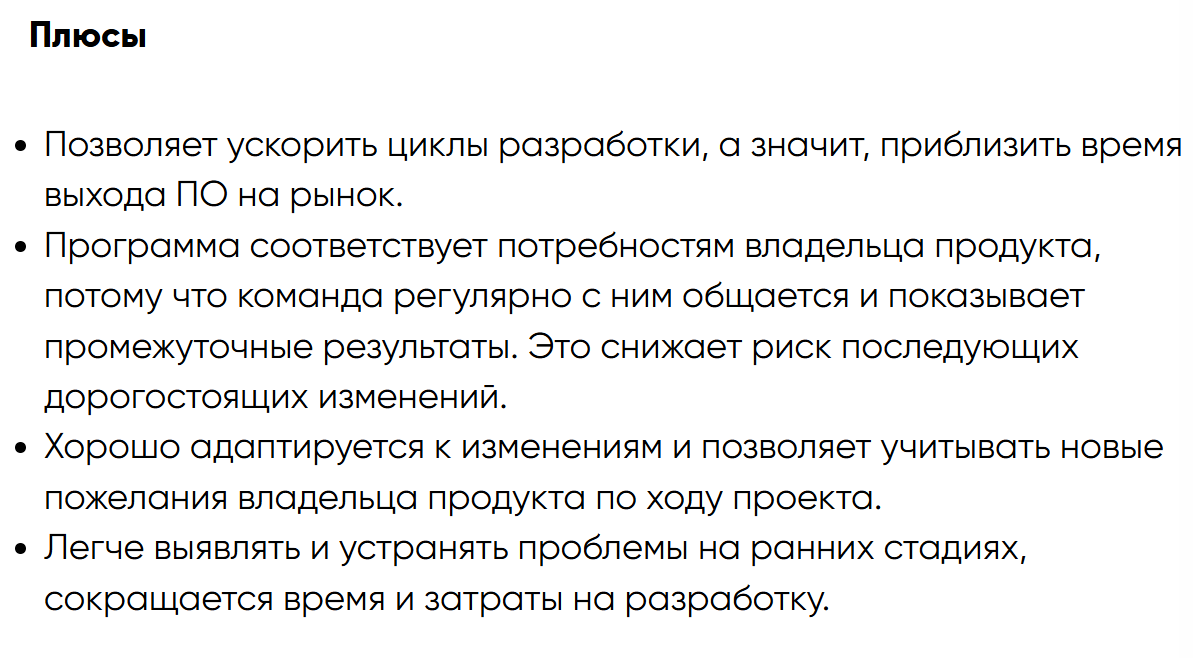 Плюсы
• Позволяет ускорить циклы разработки, а значит, приблизить время
выхода ПО на рынок.
• Программа соответствует потребностям владельца продукта,
потому что команда регулярно с ним общается и показывает
промежуточные результаты. Это снижает риск последующих
дорогостоящих изменений.
• Хорошо адаптируется к изменениям и позволяет учитывать новые
пожелания владельца продукта по ходу проекта.
• Легче выявлять и устранять проблемы на ранних стадиях,
сокращается время и затраты на разработку.